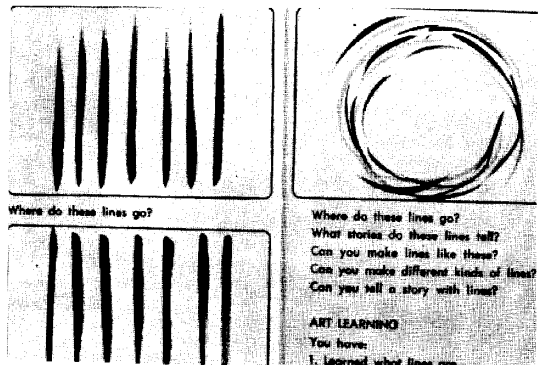 Where do these lines go?
Where do these lines go?
What stories do these lines tell?
Can you make lines like these?
Can you make different kinds of lines?
Can you tell a story with lines?
ART LEARNING
You have:
1. Learned what lines are